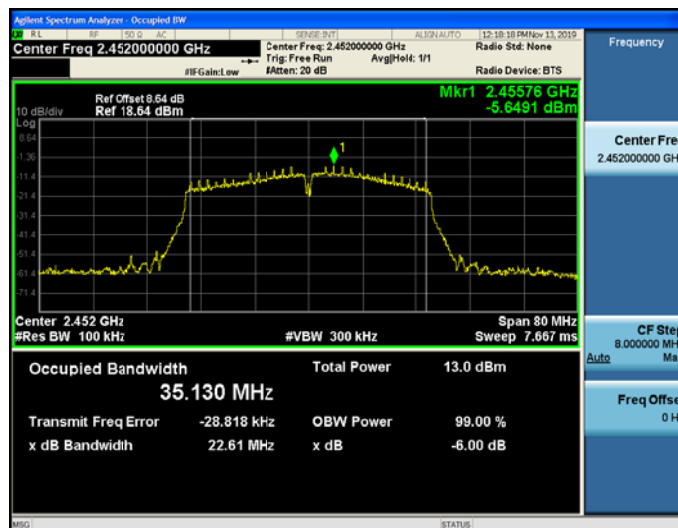 Agilent Spectrum Analyzer - Occupied BW
RL RF 50 Ω AC SENSE:INT ALIGN AUTO 12:18:18 PM Nov 13, 2019
Center Freq 2.452000000 GHz
Center Freq: 2.452000000 GHz
Radio Std: None
Trig: Free Run Avg|Hold: 1/1
#IFGain:Low #Atten: 20 dB Radio Device: BTS
Frequency
Mkr1 2.45576 GHz
-5.6491 dBm
Ref Offset 8.64 dB
10 dB/div Ref 18.64 dBm
Log
8.64
-1.36
-11.4
-21.4
-31.4
-41.4
-51.4
-61.4
-71.4
1
Center 2.452 GHz Span 80 MHz
#Res BW 100 kHz #VBW 300 kHz Sweep 7.667 ms
Occupied Bandwidth Total Power 13.0 dBm
35.130 MHz
Transmit Freq Error -28.818 kHz OBW Power 99.00 %
x dB Bandwidth 22.61 MHz x dB -6.00 dB
Center Fre
2.452000000 GH
CF Step
8.000000 MH
Auto Ma
Freq Offse
0 H
MSG STATUS